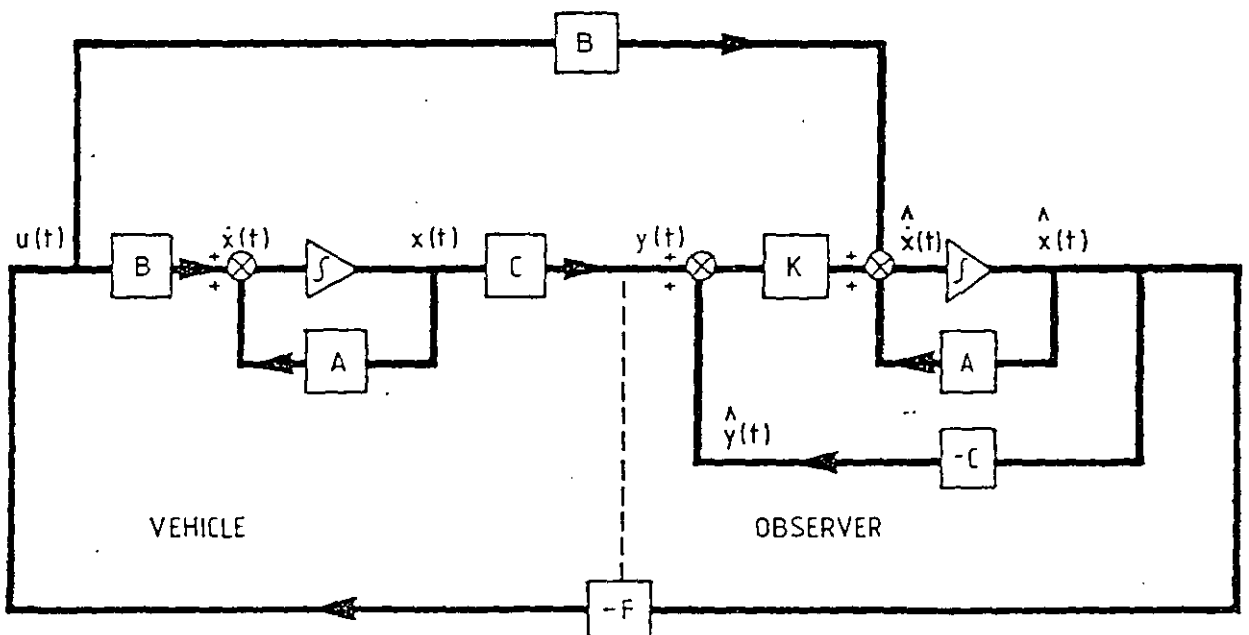 B
u(t)
B
+
+
ẋ(t)
∫
x(t)
C
y(t)
+
+
K
+
+
x̂̇(t)
∫
x̂(t)
A
A
ŷ(t)
-C
VEHICLE
OBSERVER
-F